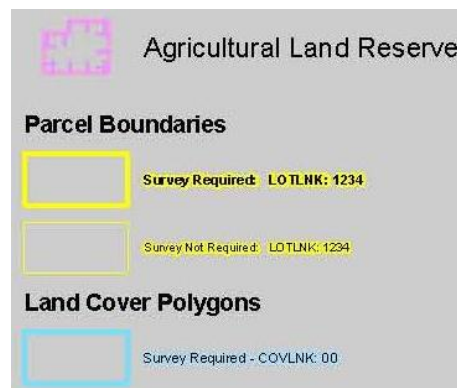 Agricultural Land Reserve
Parcel Boundaries
Survey Required: LOTLNK: 1234
Survey Not Required: LOTLNK: 1234
Land Cover Polygons
Survey Required - COVLNK: 00